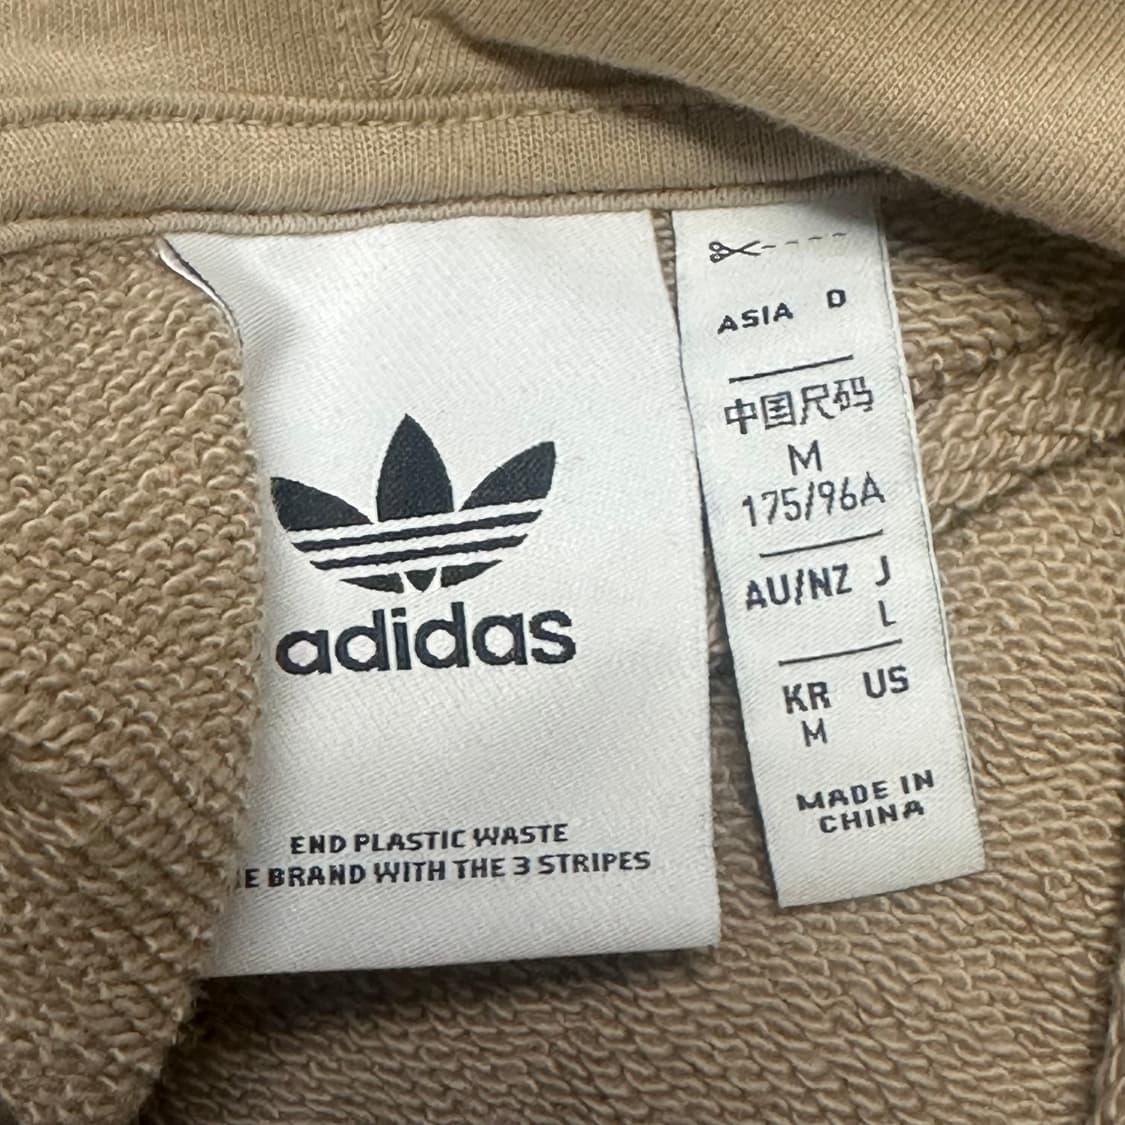 adidas
END PLASTIC WASTE
BRAND WITH THE 3 STRIPES
ASIA D
中国尺码
M
175/96A
AU/NZ J
L
KR US
M
MADE IN
CHINA